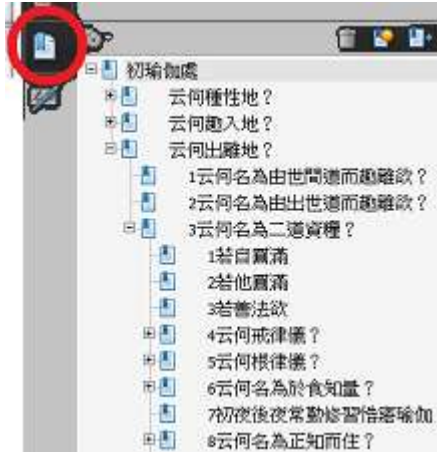 初瑜伽處
云何種性地？
云何趣入地？
云何出離地？
1云何名為由世間道而趣離欲？
2云何名為由出世道而趣離欲？
3云何名為二道資糧？
1若自圓滿
2若他圓滿
3若善法欲
4云何戒律儀？
5云何根律儀？
6云何名為於食知量？
7初夜後夜常勤修習悎寤瑜伽
8云何名為正知而住？